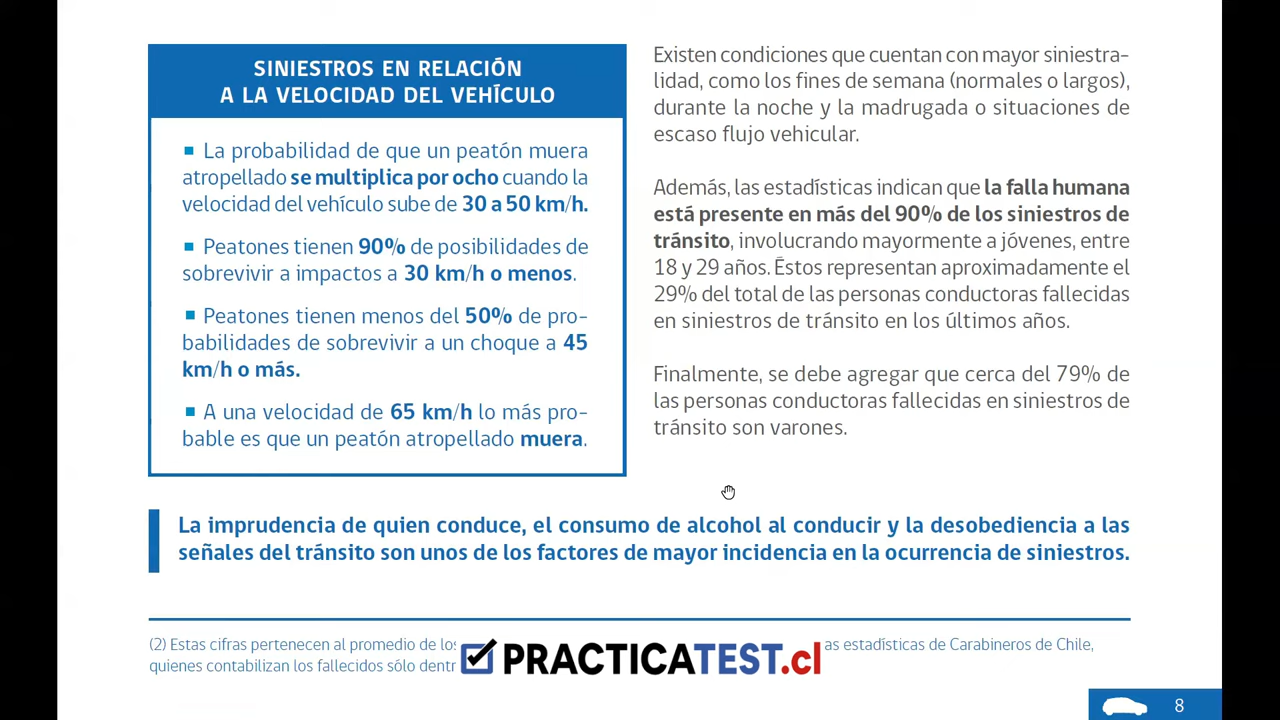 SINIESTROS EN RELACIÓN
A LA VELOCIDAD DEL VEHÍCULO
▪ La probabilidad de que un peatón muera
atropellado se multiplica por ocho cuando la
velocidad del vehículo sube de 30 a 50 km/h.
▪ Peatones tienen 90% de posibilidades de
sobrevivir a impactos a 30 km/h o menos.
▪ Peatones tienen menos del 50% de pro-
babilidades de sobrevivir a un choque a 45
km/h o más.
▪ A una velocidad de 65 km/h lo más pro-
bable es que un peatón atropellado muera.
Existen condiciones que cuentan con mayor siniestra-
lidad, como los fines de semana (normales o largos),
durante la noche y la madrugada o situaciones de
escaso flujo vehicular.
Además, las estadísticas indican que la falla humana
está presente en más del 90% de los siniestros de
tránsito, involucrando mayormente a jóvenes, entre
18 y 29 años. Éstos representan aproximadamente el
29% del total de las personas conductoras fallecidas
en siniestros de tránsito en los últimos años.
Finalmente, se debe agregar que cerca del 79% de
las personas conductoras fallecidas en siniestros de
tránsito son varones.
La imprudencia de quien conduce, el consumo de alcohol al conducir y la desobediencia a las
señales del tránsito son unos de los factores de mayor incidencia en la ocurrencia de siniestros.
(2) Estas cifras pertenecen al promedio de los as estadísticas de Carabineros de Chile,
quienes contabilizan los fallecidos sólo dentr
PRACTICATEST.cl
8